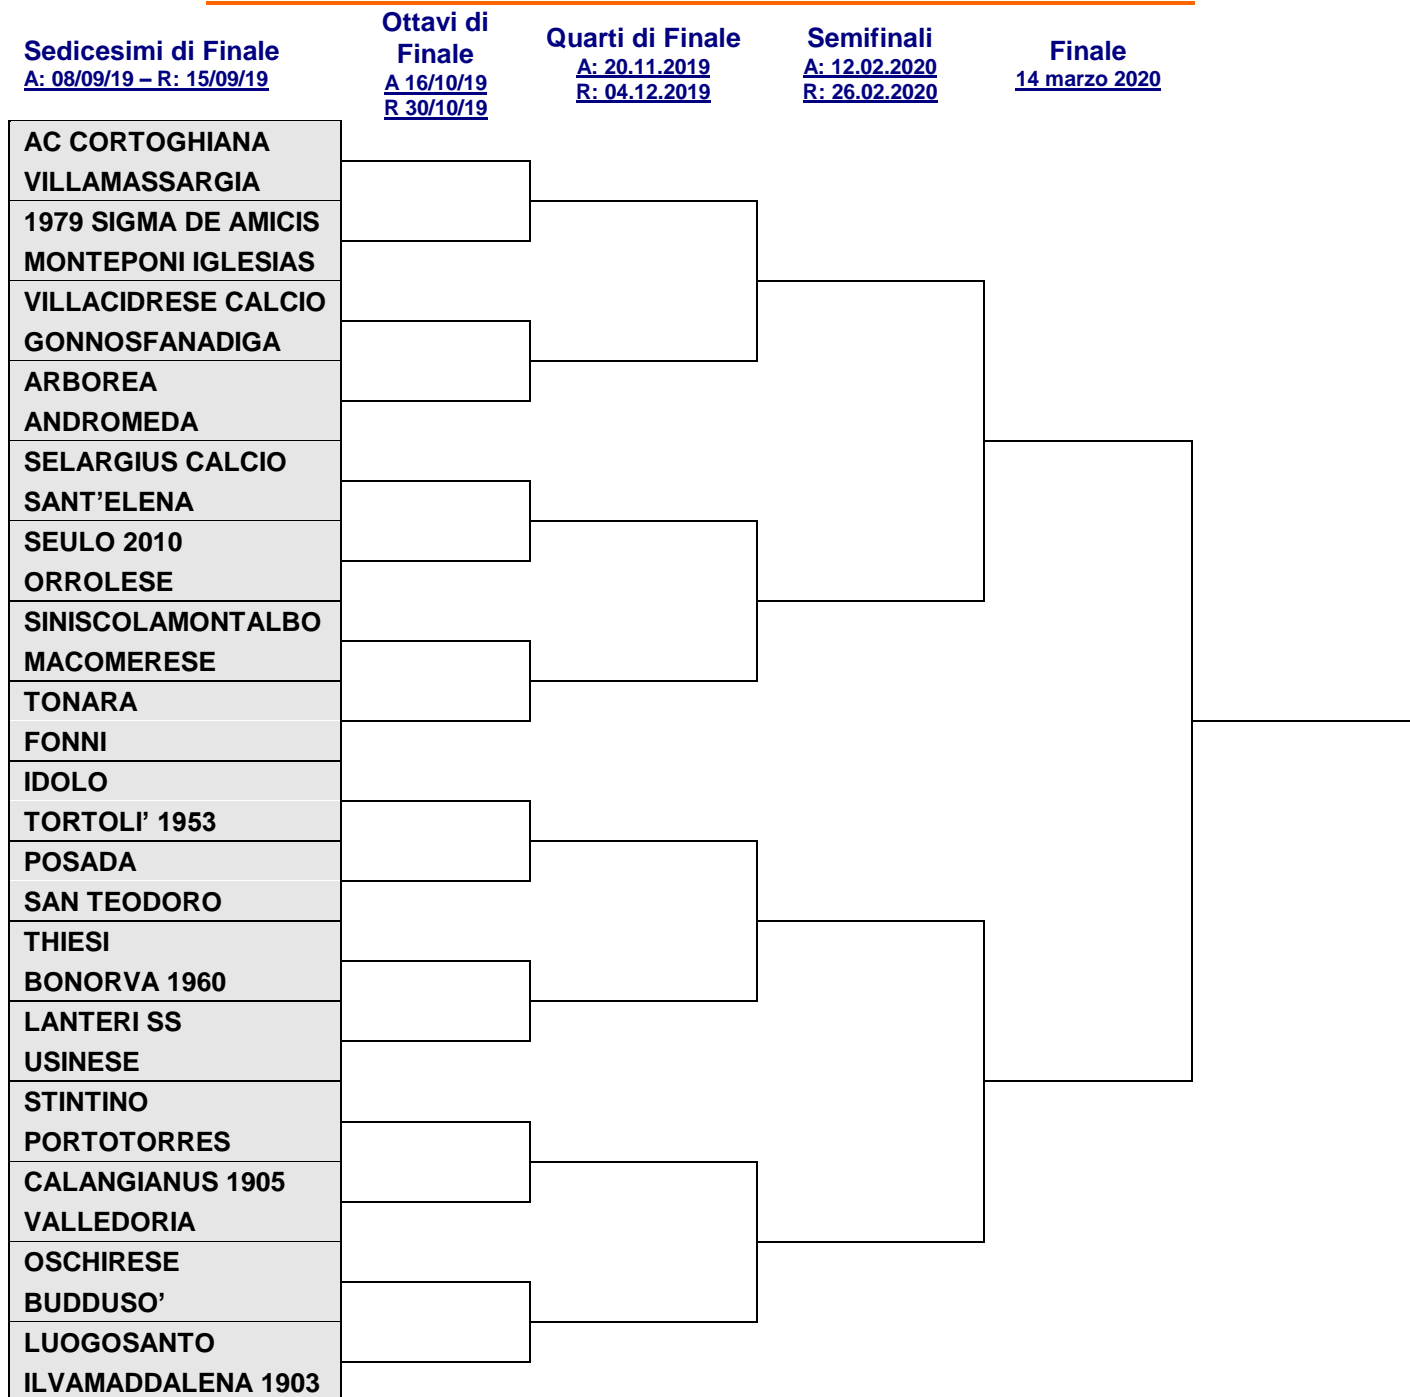 Sedicesimi di Finale
A: 08/09/19 – R: 15/09/19
Ottavi di
Finale
A 16/10/19
R 30/10/19
Quarti di Finale
A: 20.11.2019
R: 04.12.2019
Semifinali
A: 12.02.2020
R: 26.02.2020
Finale
14 marzo 2020
AC CORTOGHIANA
VILLAMASSARGIA
1979 SIGMA DE AMICIS
MONTEPONI IGLESIAS
VILLACIDRESE CALCIO
GONNOSFANADIGA
ARBOREA
ANDROMEDA
SELARGIUS CALCIO
SANT’ELENA
SEULO 2010
ORROLESE
SINISCOLAMONTALBO
MACOMERESE
TONARA
FONNI
IDOLO
TORTOLI’ 1953
POSADA
SAN TEODORO
THIESI
BONORVA 1960
LANTERI SS
USINESE
STINTINO
PORTOTORRES
CALANGIANUS 1905
VALLEDORIA
OSCHIRESE
BUDDUSO’
LUOGOSANTO
ILVAMADDALENA 1903